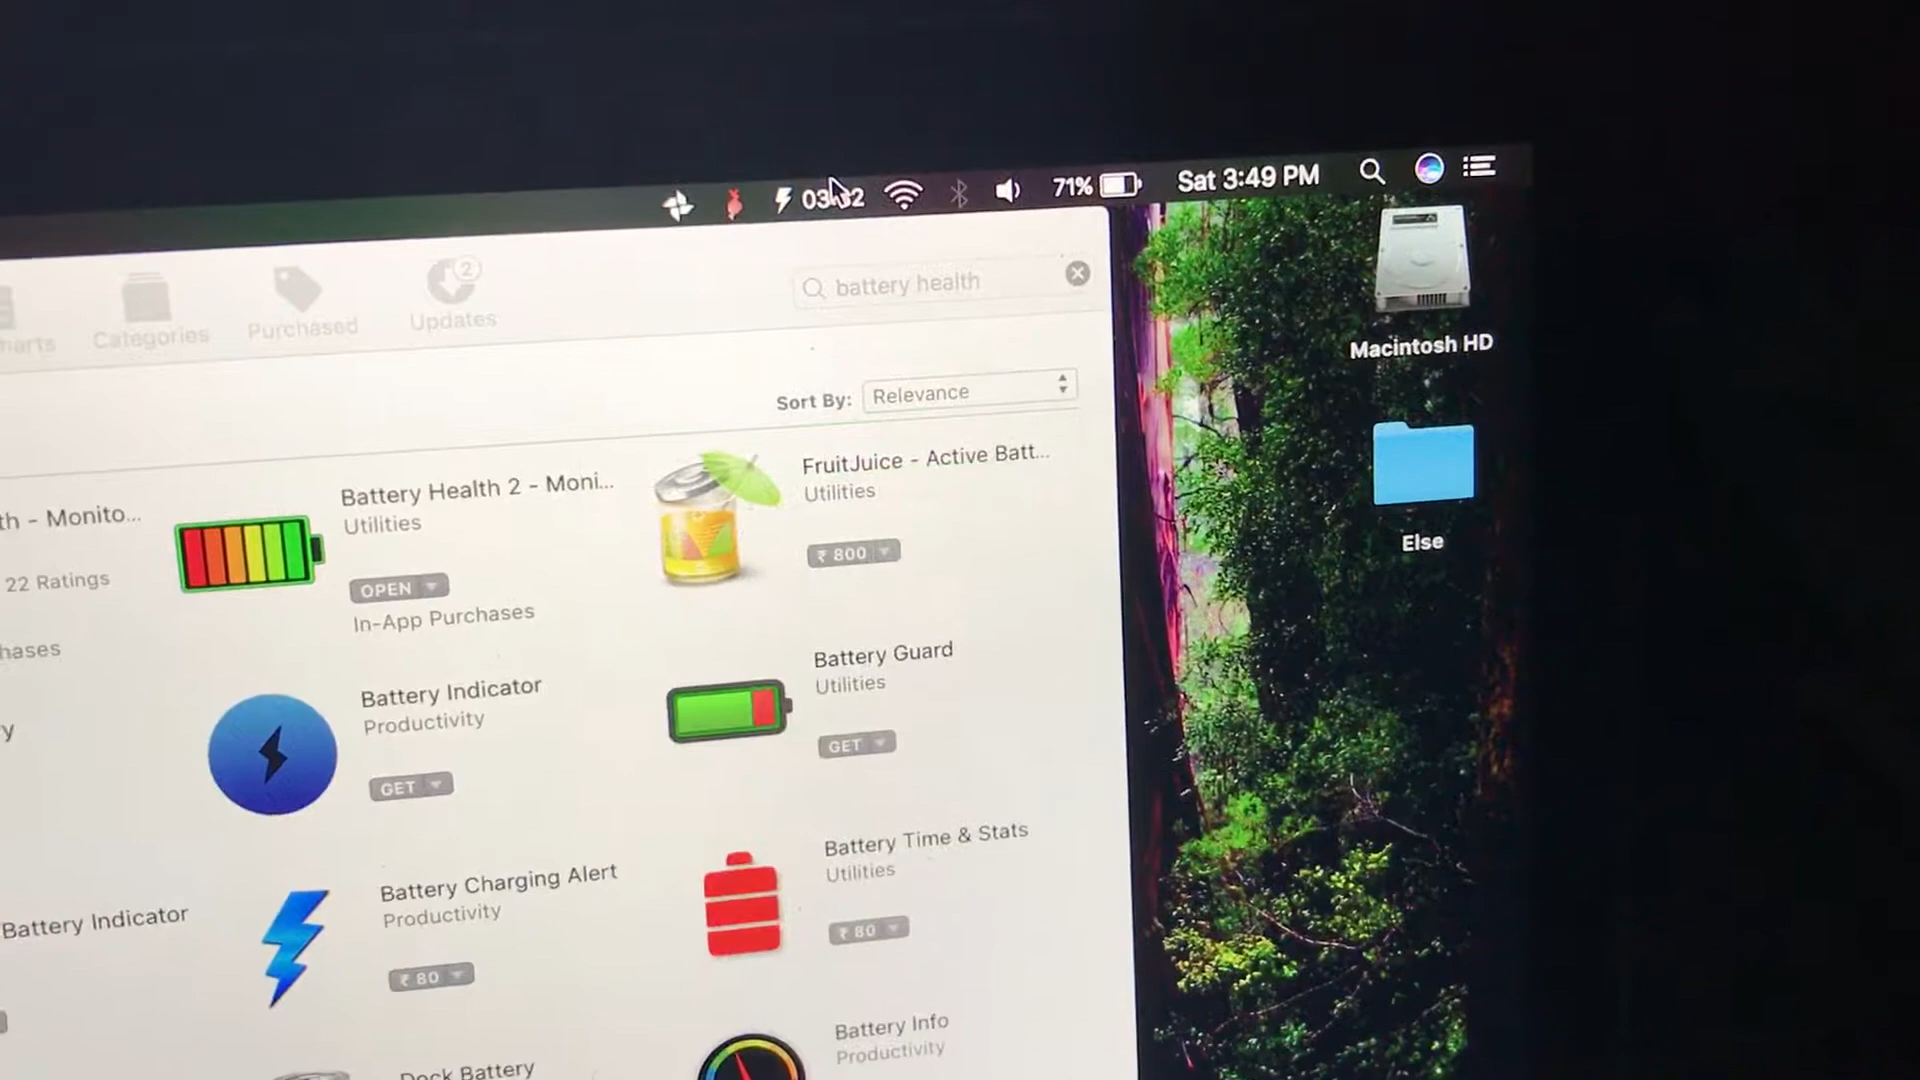 71%
Sat 3:49 PM
Categories
Purchased
Updates
2
battery health
Macintosh HD
Sort By: Relevance
th - Monito...
22 Ratings
hases
Battery Health 2 - Moni...
Utilities
OPEN
In-App Purchases
FruitJuice - Active Batt...
Utilities
₹ 800
Else
y
Battery Indicator
Productivity
GET
Battery Guard
Utilities
GET
Battery Indicator
Battery Charging Alert
Productivity
₹ 80
Battery Time & Stats
Utilities
₹ 80
Dock Battery
Battery Info
Productivity